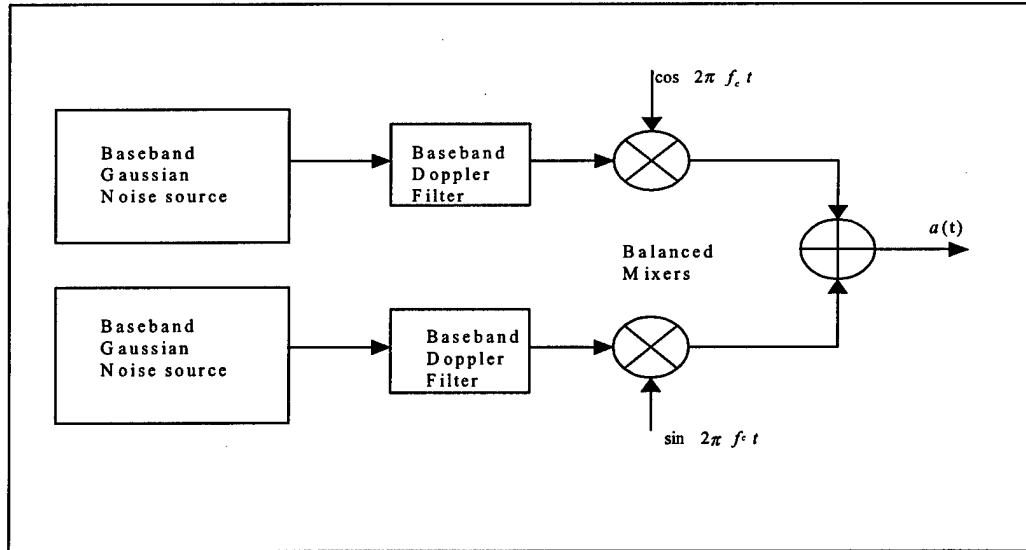 cos 2π f_c t
Baseband
Gaussian
Noise source
Baseband
Doppler
Filter
a(t)
Balanced
Mixers
Baseband
Gaussian
Noise source
Baseband
Doppler
Filter
sin 2π f^c t